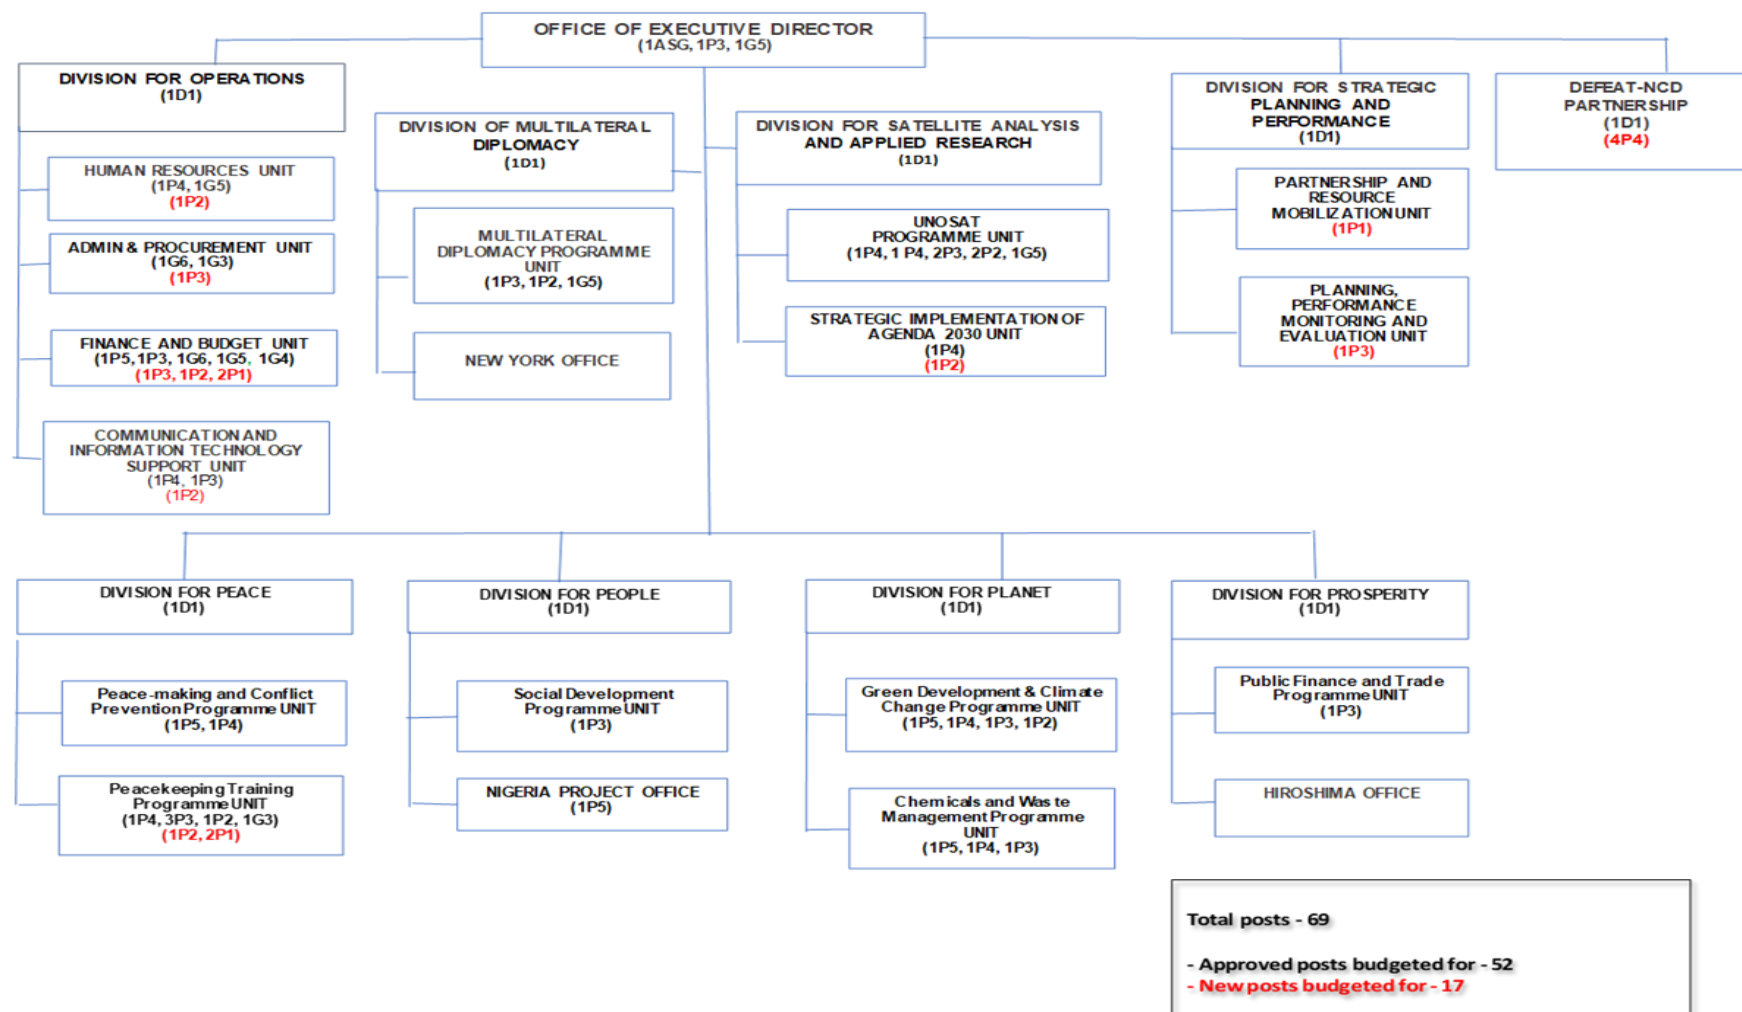 OFFICE OF EXECUTIVE DIRECTOR
(1ASG, 1P3, 1G5)
DIVISION FOR OPERATIONS
(1D1)
HUMAN RESOURCES UNIT
(1P4, 1G5)
(1P2)
ADMIN & PROCUREMENT UNIT
(1G6, 1G3)
(1P3)
FINANCE AND BUDGET UNIT
(1P5,1P3, 1G6, 1G5, 1G4)
(1P3, 1P2, 2P1)
COMMUNICATION AND
INFORMATION TECHNOLOGY
SUPPORT UNIT
(1P4, 1P3)
(1P2)
DIVISION OF MULTILATERAL
DIPLOMACY
(1D1)
MULTILATERAL
DIPLOMACY PROGRAMME
UNIT
(1P3, 1P2, 1G5)
NEW YORK OFFICE
DIVISION FOR SATELLITE ANALYSIS
AND APPLIED RESEARCH
(1D1)
UNOSAT
PROGRAMME UNIT
(1P4, 1 P4, 2P3, 2P2, 1G5)
STRATEGIC IMPLEMENTATION OF
AGENDA 2030 UNIT
(1P4)
(1P2)
DIVISION FOR STRATEGIC
PLANNING AND
PERFORMANCE
(1D1)
PARTNERSHIP AND
RESOURCE
MOBILIZATION UNIT
(1P1)
PLANNING,
PERFORMANCE
MONITORING AND
EVALUATION UNIT
(1P3)
DEFEAT-NCD
PARTNERSHIP
(1D1)
(4P4)
DIVISION FOR PEACE
(1D1)
Peace-making and Conflict
Prevention Programme UNIT
(1P5, 1P4)
Peacekeeping Training
Programme UNIT
(1P4, 3P3, 1P2, 1G3)
(1P2, 2P1)
DIVISION FOR PEOPLE
(1D1)
Social Development
Programme UNIT
(1P3)
NIGERIA PROJECT OFFICE
(1P5)
DIVISION FOR PLANET
(1D1)
Green Development & Climate
Change Programme UNIT
(1P5, 1P4, 1P3, 1P2)
Chemicals and Waste
Management Programme
UNIT
(1P5, 1P4, 1P3)
DIVISION FOR PROSPERITY
(1D1)
Public Finance and Trade
Programme UNIT
(1P3)
HIROSHIMA OFFICE
Total posts - 69
- Approved posts budgeted for - 52
- New posts budgeted for - 17